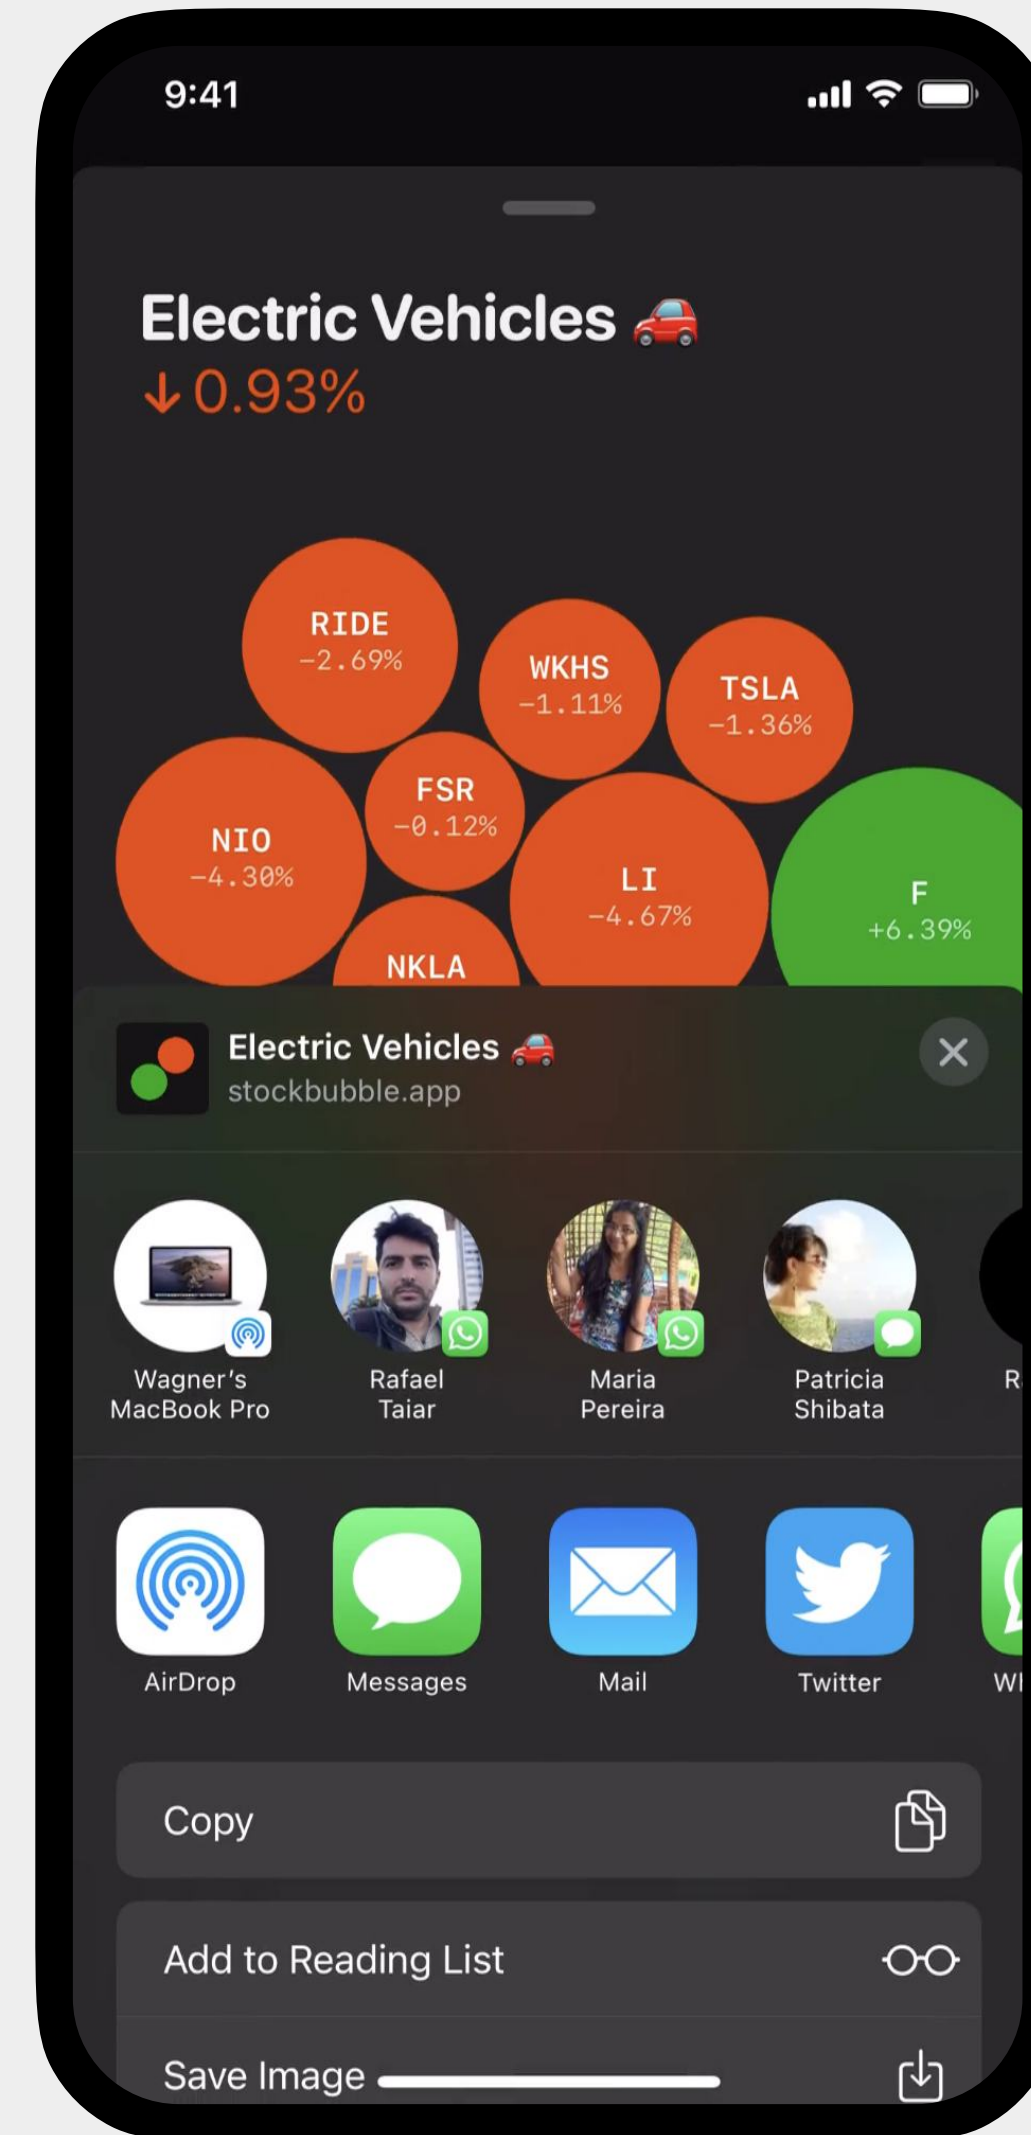 9:41
Electric Vehicles 🚗
↓0.93%
RIDE
-2.69%
WKHS
-1.11%
TSLA
-1.36%
FSR
-0.12%
NIO
-4.30%
LI
-4.67%
F
+6.39%
NKLA
Electric Vehicles 🚗
stockbubble.app
Wagner's
MacBook Pro
Rafael
Taiar
Maria
Pereira
Patricia
Shibata
AirDrop
Messages
Mail
Twitter
Copy
Add to Reading List
Save Image